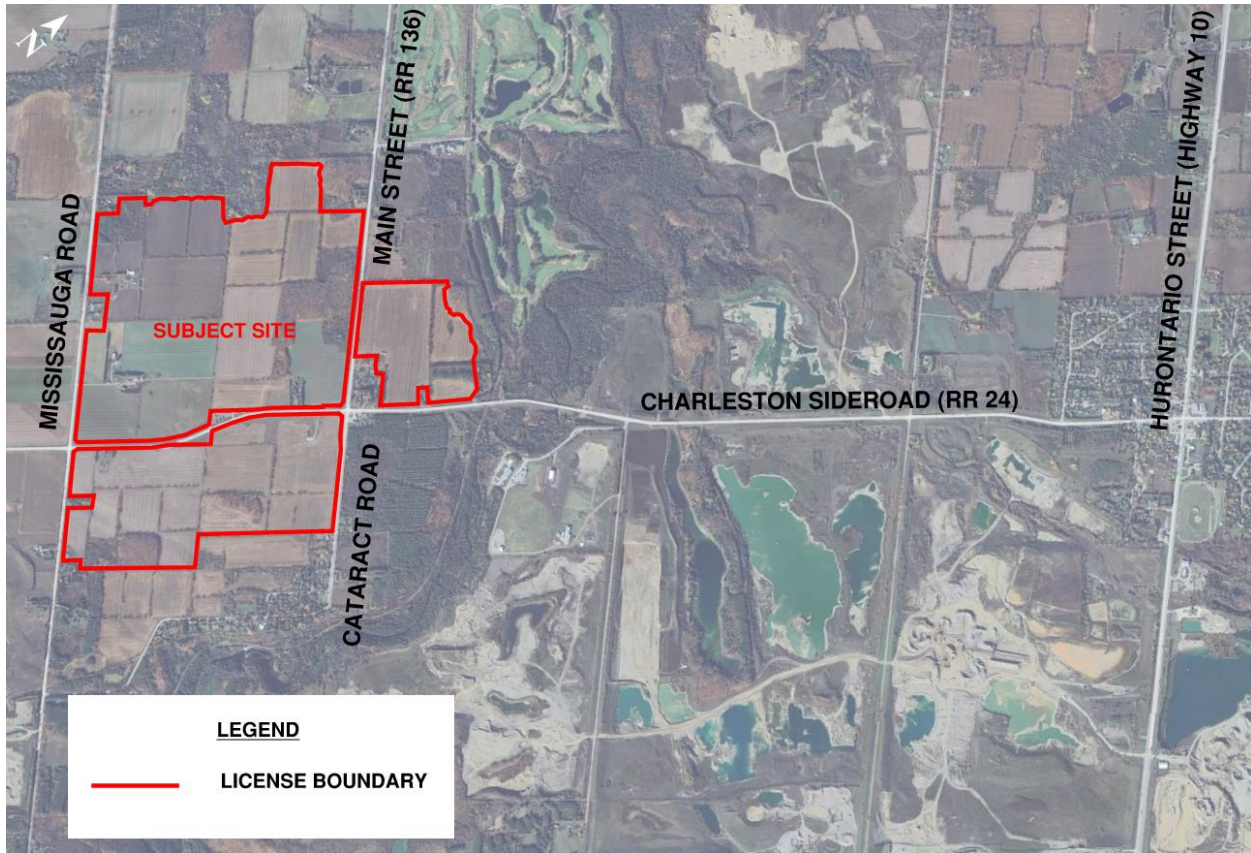 N
MISSISSAUGA ROAD
MAIN STREET (RR 136)
HURONTARIO STREET (HIGHWAY 10)
SUBJECT SITE
CHARLESTON SIDEROAD (RR 24)
CATARACT ROAD
LEGEND
LICENSE BOUNDARY